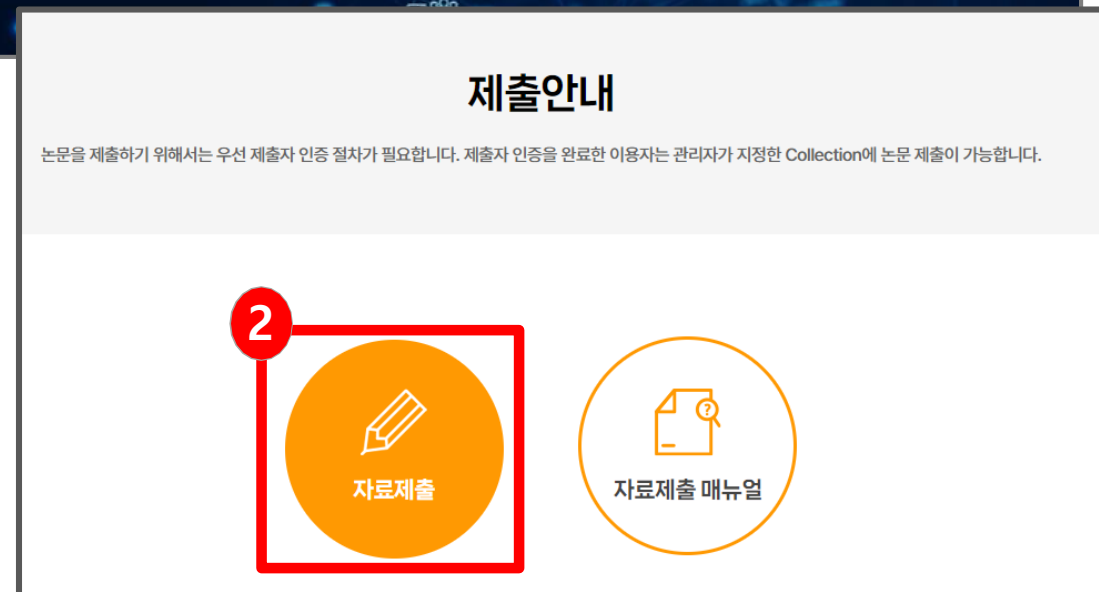 제출안내
논문을 제출하기 위해서는 우선 제출자 인증 절차가 필요합니다. 제출자 인증을 완료한 이용자는 관리자가 지정한 Collection에 논문 제출이 가능합니다.
2
자료제출
?
자료제출 매뉴얼